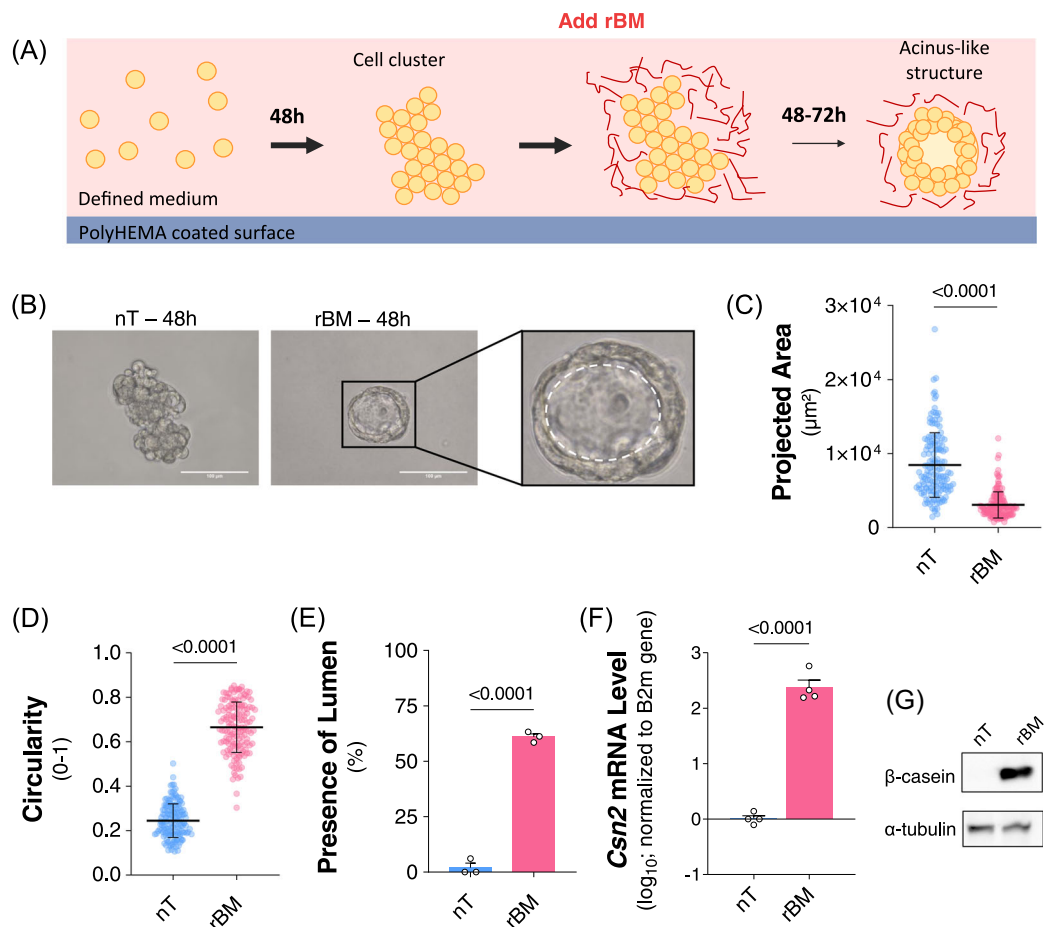 Add rBM
(A)
Cell cluster
Acinus-like
structure
48h
48-72h
Defined medium
PolyHEMA coated surface
(B)
nT – 48h
rBM – 48h
100 µm
100 µm
(C)
<0.0001
Projected Area
(µm²)
3×10⁴
2×10⁴
1×10⁴
0
nT
rBM
(D)
<0.0001
Circularity
(0-1)
1.0
0.8
0.6
0.4
0.2
0.0
nT
rBM
(E)
<0.0001
Presence of Lumen
(%)
100
75
50
25
0
nT
rBM
(F)
<0.0001
Csn2 mRNA Level
(log₁₀; normalized to B2m gene)
3
2
1
0
-1
nT
rBM
(G)
nT
rBM
β-casein
α-tubulin